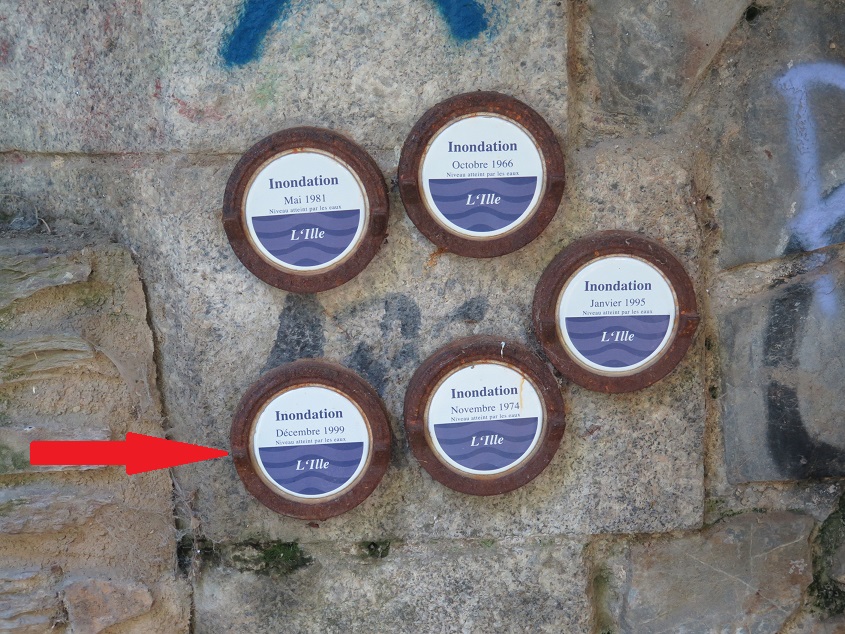 Inondation
Octobre 1966
Niveau atteint par les eaux
L'Ille
Inondation
Mai 1981
Niveau atteint par les eaux
L'Ille
Inondation
Janvier 1995
Niveau atteint par les eaux
L'Ille
Inondation
Novembre 1974
Niveau atteint par les eaux
L'Ille
Inondation
Décembre 1999
Niveau atteint par les eaux
L'Ille